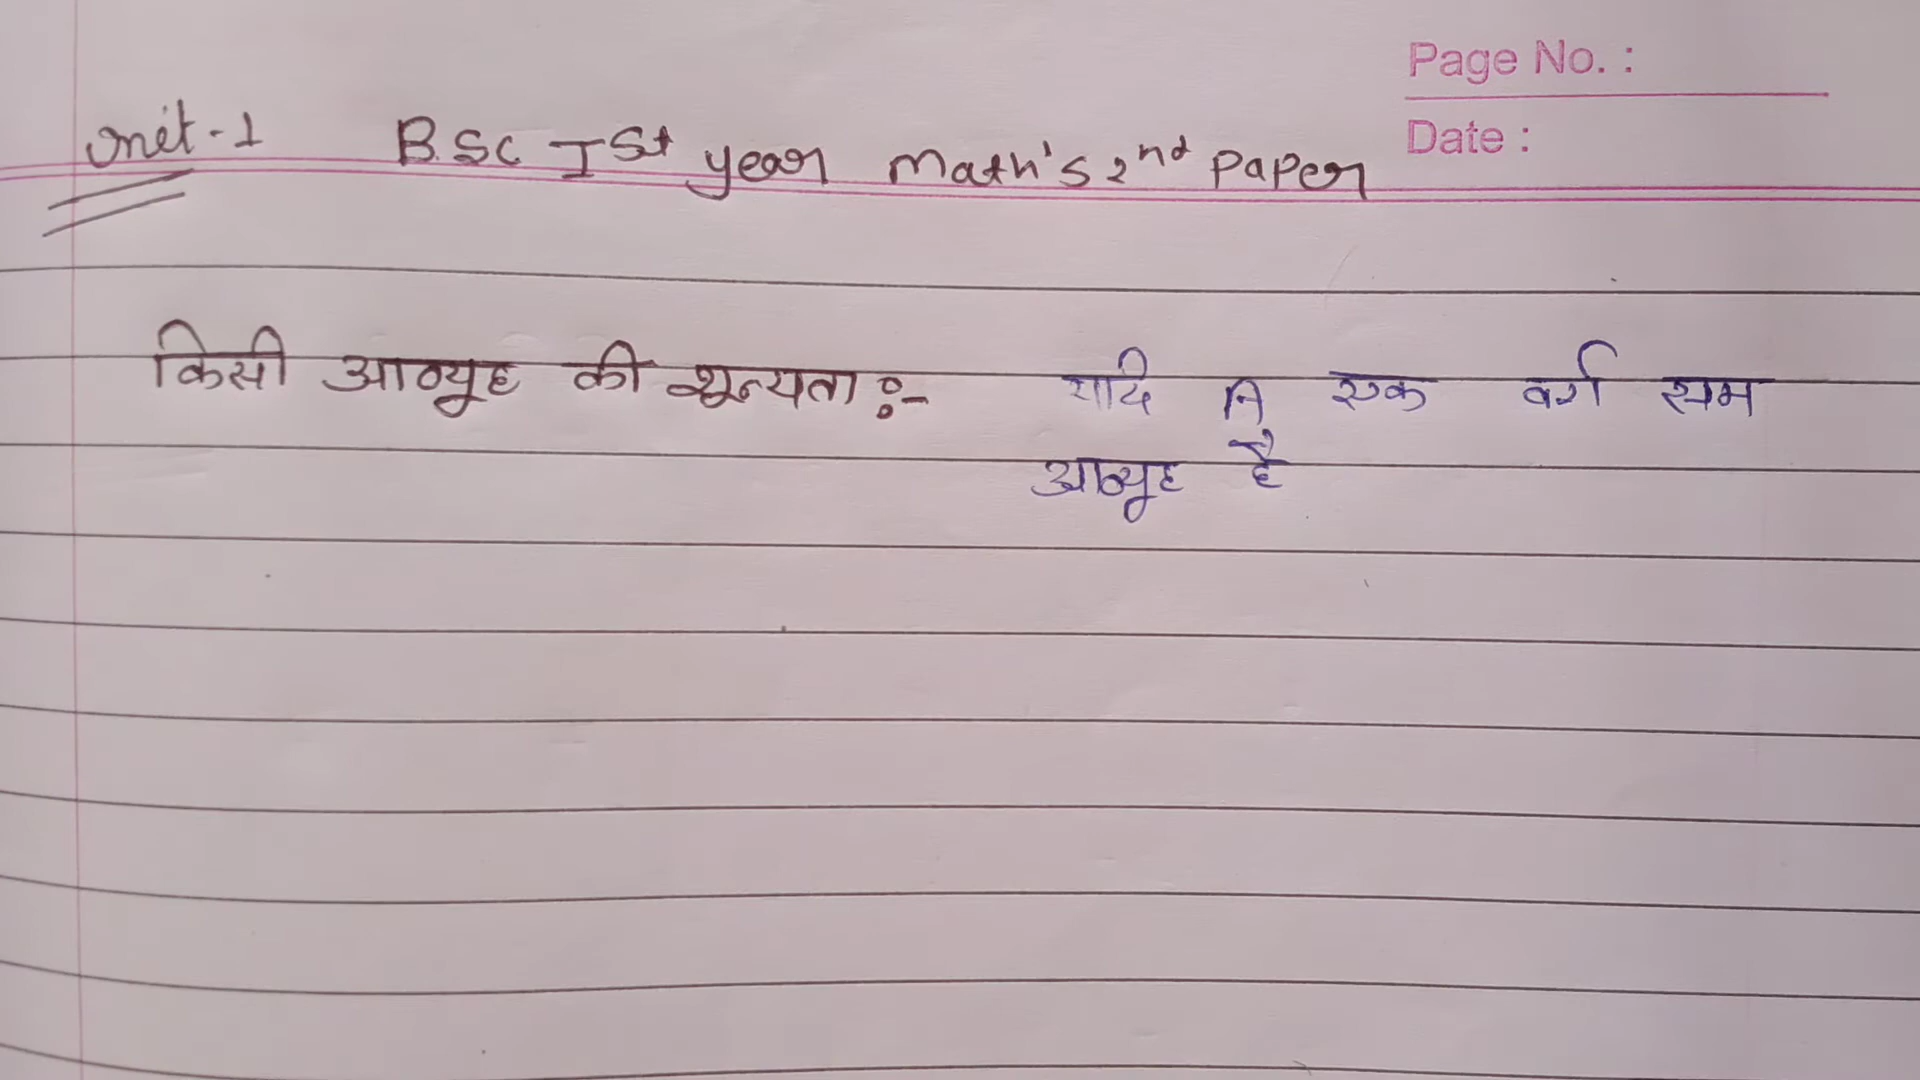 Page No. :
Date :
Unit-1 B.Sc Ist year Math's 2nd Paper
किसी आव्यूह की शून्यता :- यदि A एक वर्ग सम
आव्यूह है